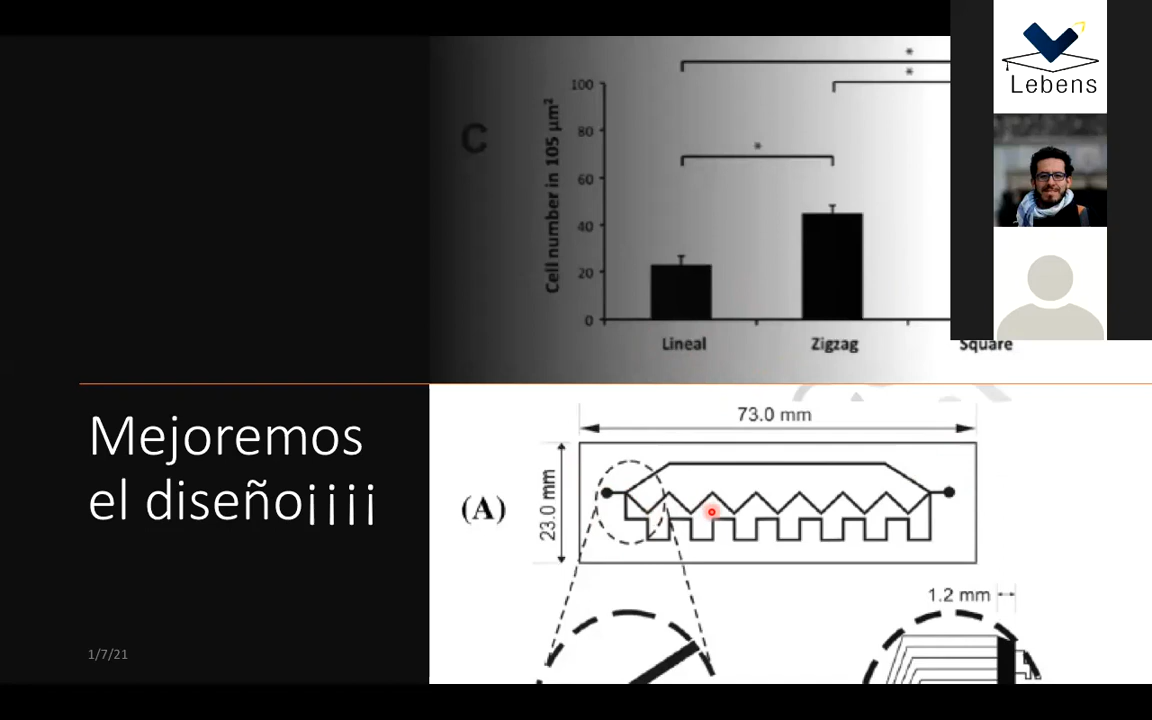 Lebens
C
*
*
*
Cell number in 105 µm²
100
80
60
40
20
0
Lineal
Zigzag
Square
Mejoremos
el diseño¡¡¡¡
1/7/21
(A)
73.0 mm
23.0 mm
1.2 mm